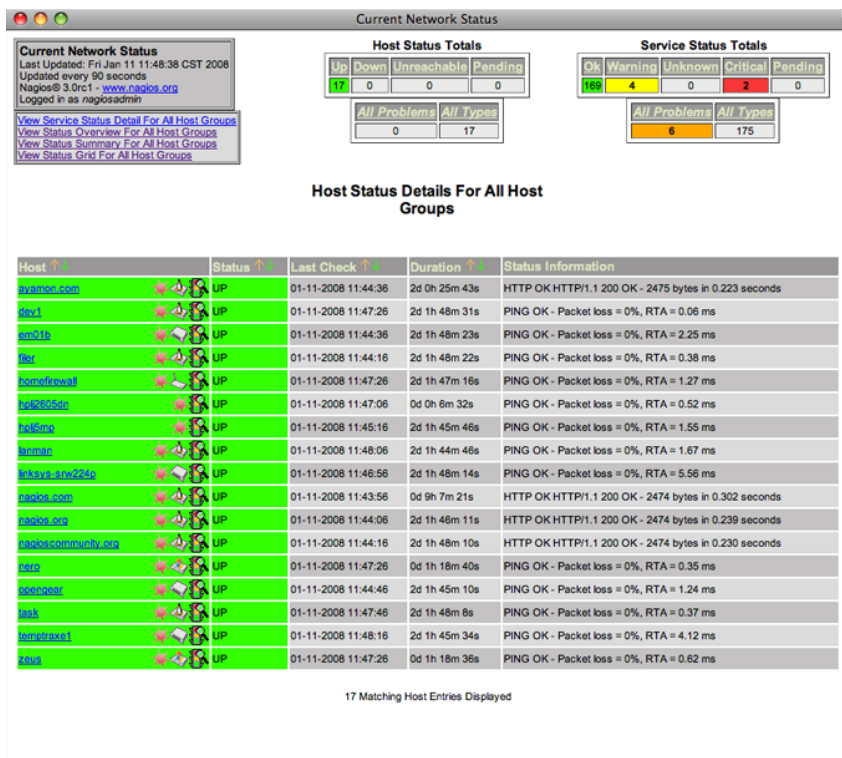 Current Network Status
Current Network Status
Last Updated: Fri Jan 11 11:48:38 CST 2008
Updated every 90 seconds
Nagios® 3.0rc1 - www.nagios.org
Logged in as nagiosadmin
View Service Status Detail For All Host Groups
View Status Overview For All Host Groups
View Status Summary For All Host Groups
View Status Grid For All Host Groups
Host Status Totals
Up Down Unreachable Pending
17 0 0 0
All Problems All Types
0 17
Service Status Totals
Ok Warning Unknown Critical Pending
169 4 0 2 0
All Problems All Types
6 175
Host Status Details For All Host
Groups
Host Status Last Check Duration Status Information
ayamon.com UP 01-11-2008 11:44:36 2d 0h 25m 43s HTTP OK HTTP/1.1 200 OK - 2475 bytes in 0.223 seconds
dev1 UP 01-11-2008 11:47:26 2d 1h 48m 31s PING OK - Packet loss = 0%, RTA = 0.06 ms
em01b UP 01-11-2008 11:44:36 2d 1h 48m 23s PING OK - Packet loss = 0%, RTA = 2.25 ms
filer UP 01-11-2008 11:44:16 2d 1h 48m 22s PING OK - Packet loss = 0%, RTA = 0.38 ms
homefirewall UP 01-11-2008 11:47:26 2d 1h 47m 16s PING OK - Packet loss = 0%, RTA = 1.27 ms
hpli2605dn UP 01-11-2008 11:47:06 0d 0h 6m 32s PING OK - Packet loss = 0%, RTA = 0.52 ms
hpli5mp UP 01-11-2008 11:45:16 2d 1h 45m 46s PING OK - Packet loss = 0%, RTA = 1.55 ms
lanman UP 01-11-2008 11:48:06 2d 1h 44m 46s PING OK - Packet loss = 0%, RTA = 1.67 ms
linksys-srw224p UP 01-11-2008 11:46:56 2d 1h 48m 14s PING OK - Packet loss = 0%, RTA = 5.56 ms
nagios.com UP 01-11-2008 11:43:56 0d 9h 7m 21s HTTP OK HTTP/1.1 200 OK - 2474 bytes in 0.302 seconds
nagios.org UP 01-11-2008 11:44:06 2d 1h 46m 11s HTTP OK HTTP/1.1 200 OK - 2474 bytes in 0.239 seconds
nagioscommunity.org UP 01-11-2008 11:44:16 2d 1h 48m 10s HTTP OK HTTP/1.1 200 OK - 2474 bytes in 0.230 seconds
nero UP 01-11-2008 11:47:26 0d 1h 18m 40s PING OK - Packet loss = 0%, RTA = 0.35 ms
opengear UP 01-11-2008 11:44:46 2d 1h 45m 10s PING OK - Packet loss = 0%, RTA = 1.24 ms
task UP 01-11-2008 11:47:46 2d 1h 48m 8s PING OK - Packet loss = 0%, RTA = 0.37 ms
temptraxe1 UP 01-11-2008 11:48:16 2d 1h 45m 34s PING OK - Packet loss = 0%, RTA = 4.12 ms
zeus UP 01-11-2008 11:47:26 0d 1h 18m 36s PING OK - Packet loss = 0%, RTA = 0.62 ms
17 Matching Host Entries Displayed